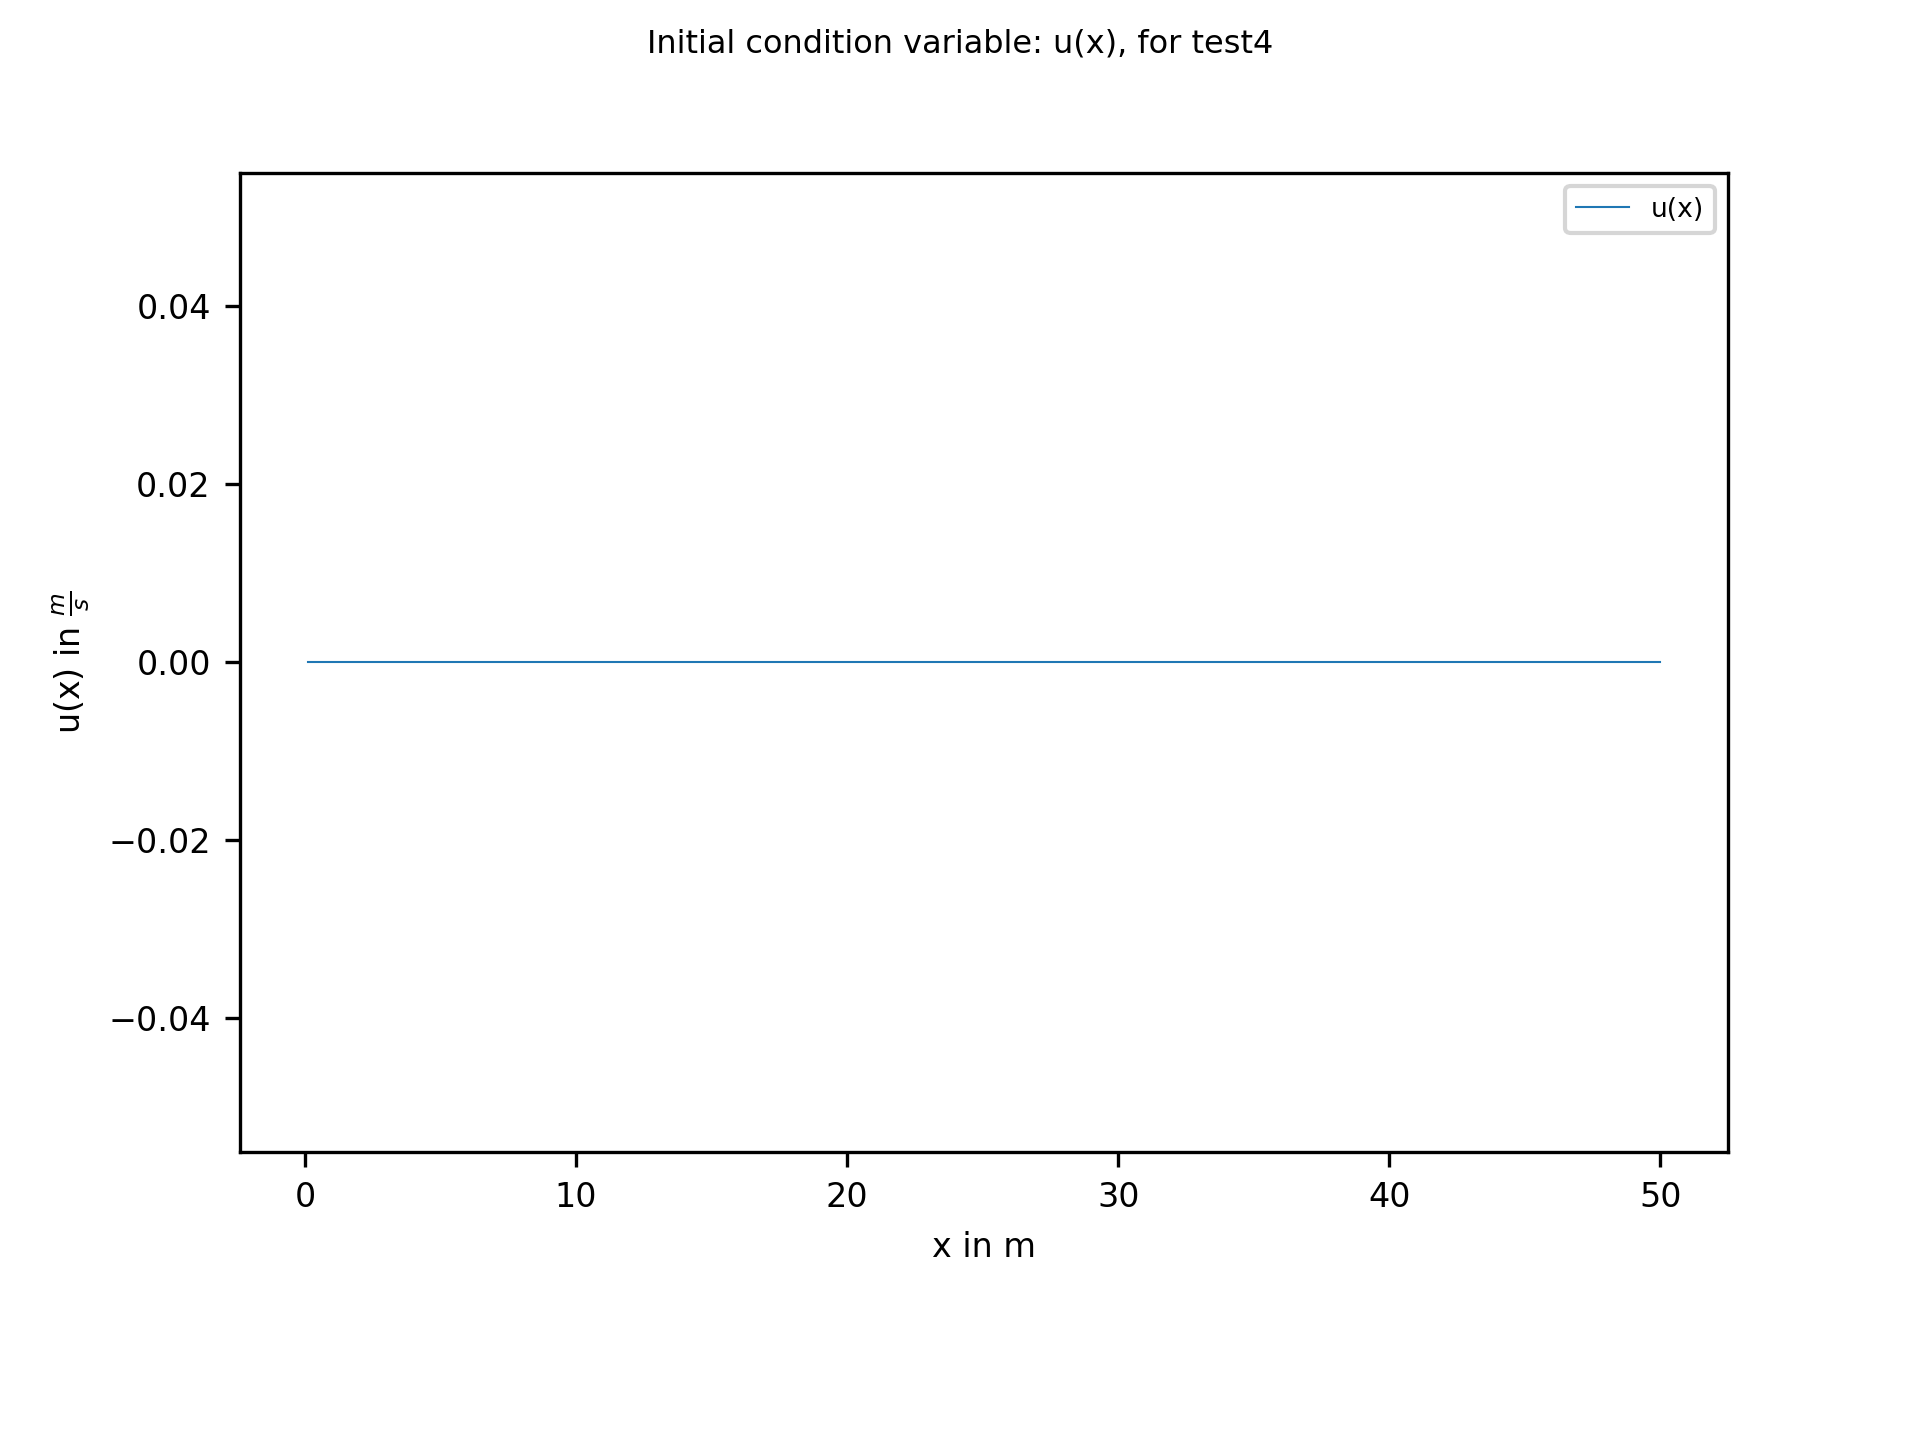 Initial condition variable: u(x), for test4
u(x)
0.04
0.02
0.00
−0.02
−0.04
u(x) in m/s
0 10 20 30 40 50
x in m